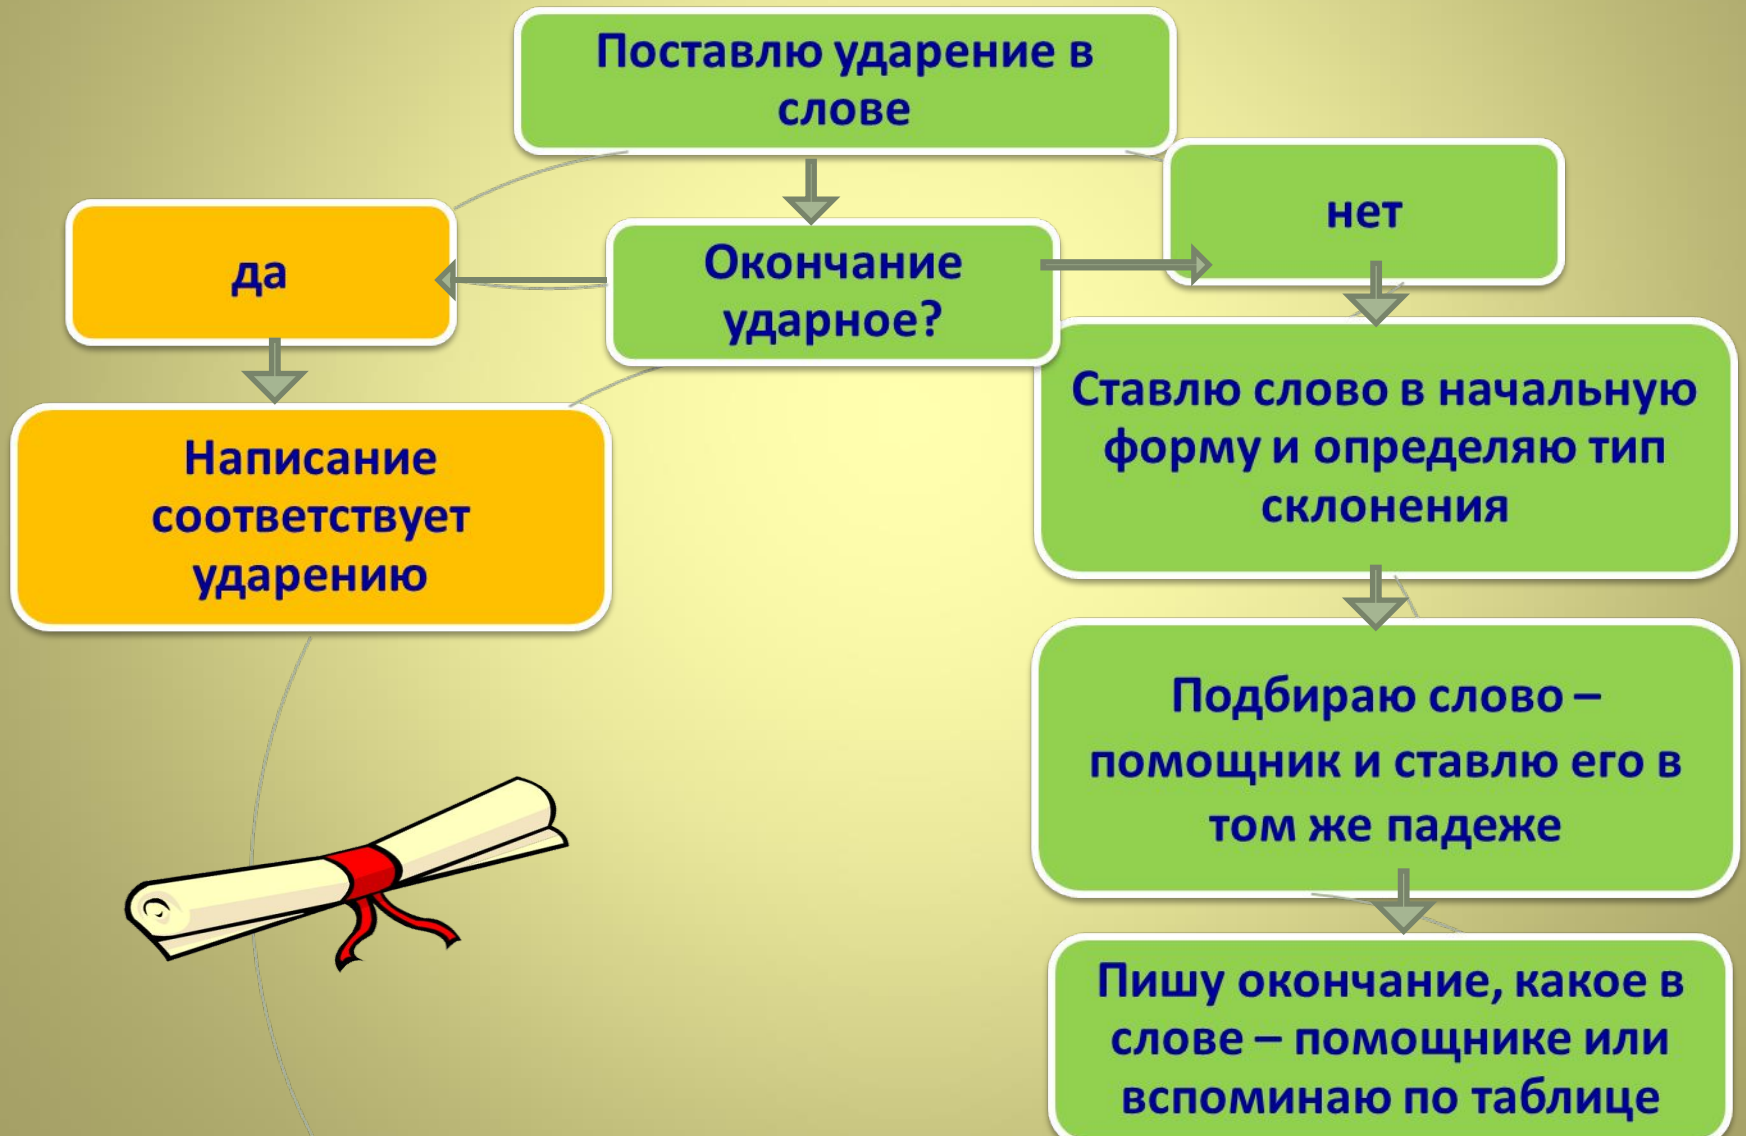 Поставлю ударение в
слове
да
Окончание
ударное?
нет
Написание
соответствует
ударению
Ставлю слово в начальную
форму и определяю тип
склонения
Подбираю слово –
помощник и ставлю его в
том же падеже
Пишу окончание, какое в
слове – помощнике или
вспоминаю по таблице